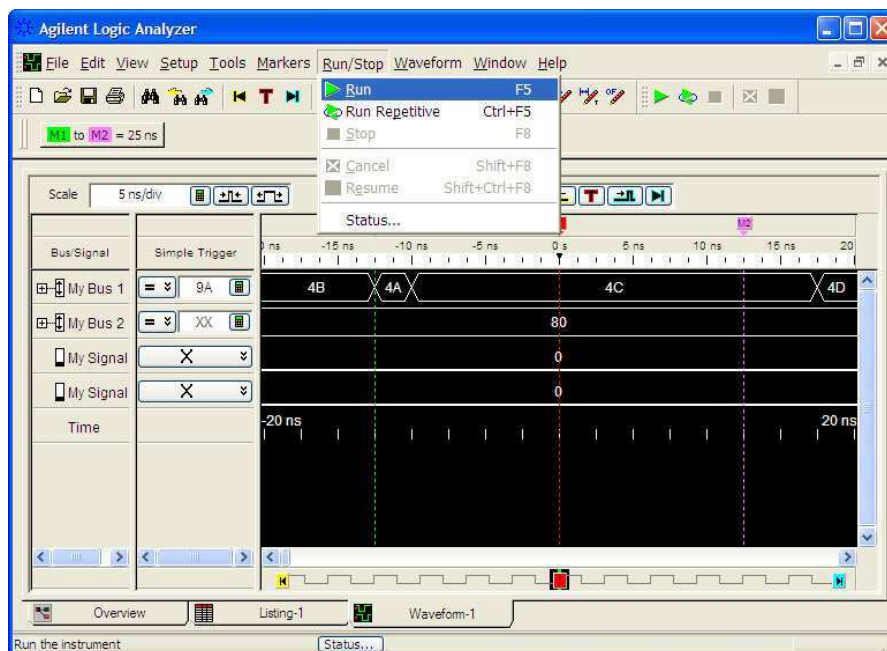 Agilent Logic Analyzer
File Edit View Setup Tools Markers Run/Stop Waveform Window Help
Run F5
Run Repetitive Ctrl+F5
Stop F8
Cancel Shift+F8
Resume Shift+Ctrl+F8
Status...
T
M1 to M2 = 25 ns
Scale 5 ns/div
T
M2
Bus/Signal Simple Trigger
ns -15 ns -10 ns -5 ns 0 s 5 ns 10 ns 15 ns 20
My Bus 1 = 9A 4B 4A 4C 4D
My Bus 2 = XX 80
My Signal X 0
My Signal X 0
Time -20 ns 20 ns
Overview Listing-1 Waveform-1
Run the instrument Status...